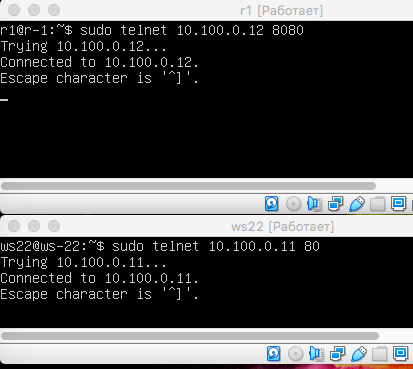 r1 [Работает]
r1@r-1:~$ sudo telnet 10.100.0.12 8080
Trying 10.100.0.12...
Connected to 10.100.0.12.
Escape character is '^]'.
ws22 [Работает]
ws22@ws-22:~$ sudo telnet 10.100.0.11 80
Trying 10.100.0.11...
Connected to 10.100.0.11.
Escape character is '^]'.